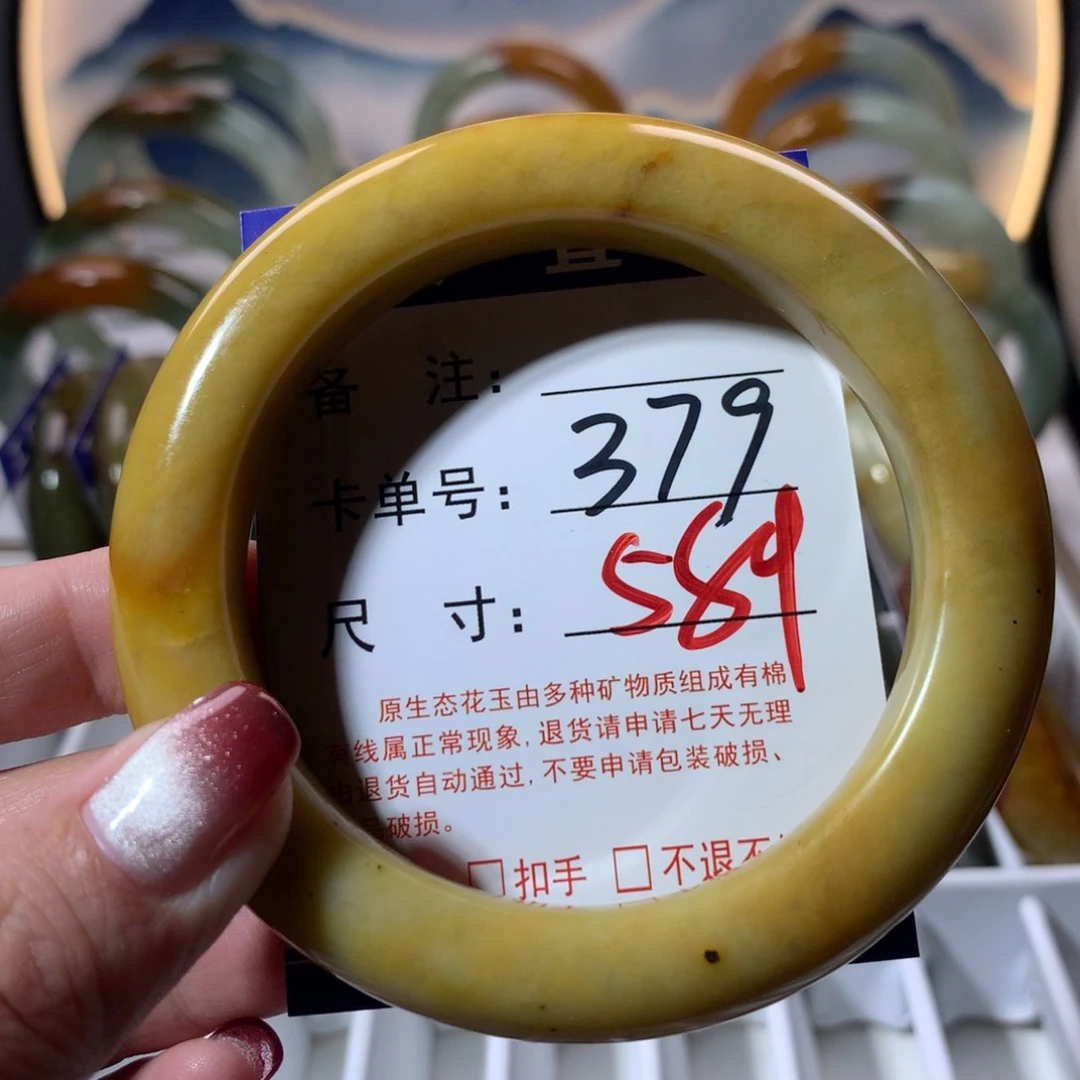 宜
备 注:
卡单号: 379
尺 寸: 589
原生态花玉由多种矿物质组成有棉
有线属正常现象,退货请申请七天无理
由退货自动通过,不要申请包装破损、
品破损。
□扣手 □不退不